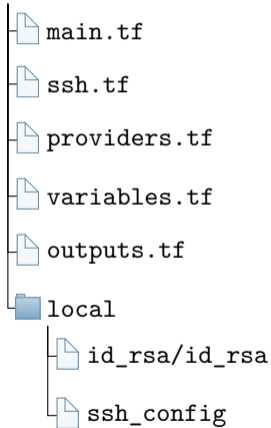 main.tf
ssh.tf
providers.tf
variables.tf
outputs.tf
local
id_rsa/id_rsa
ssh_config